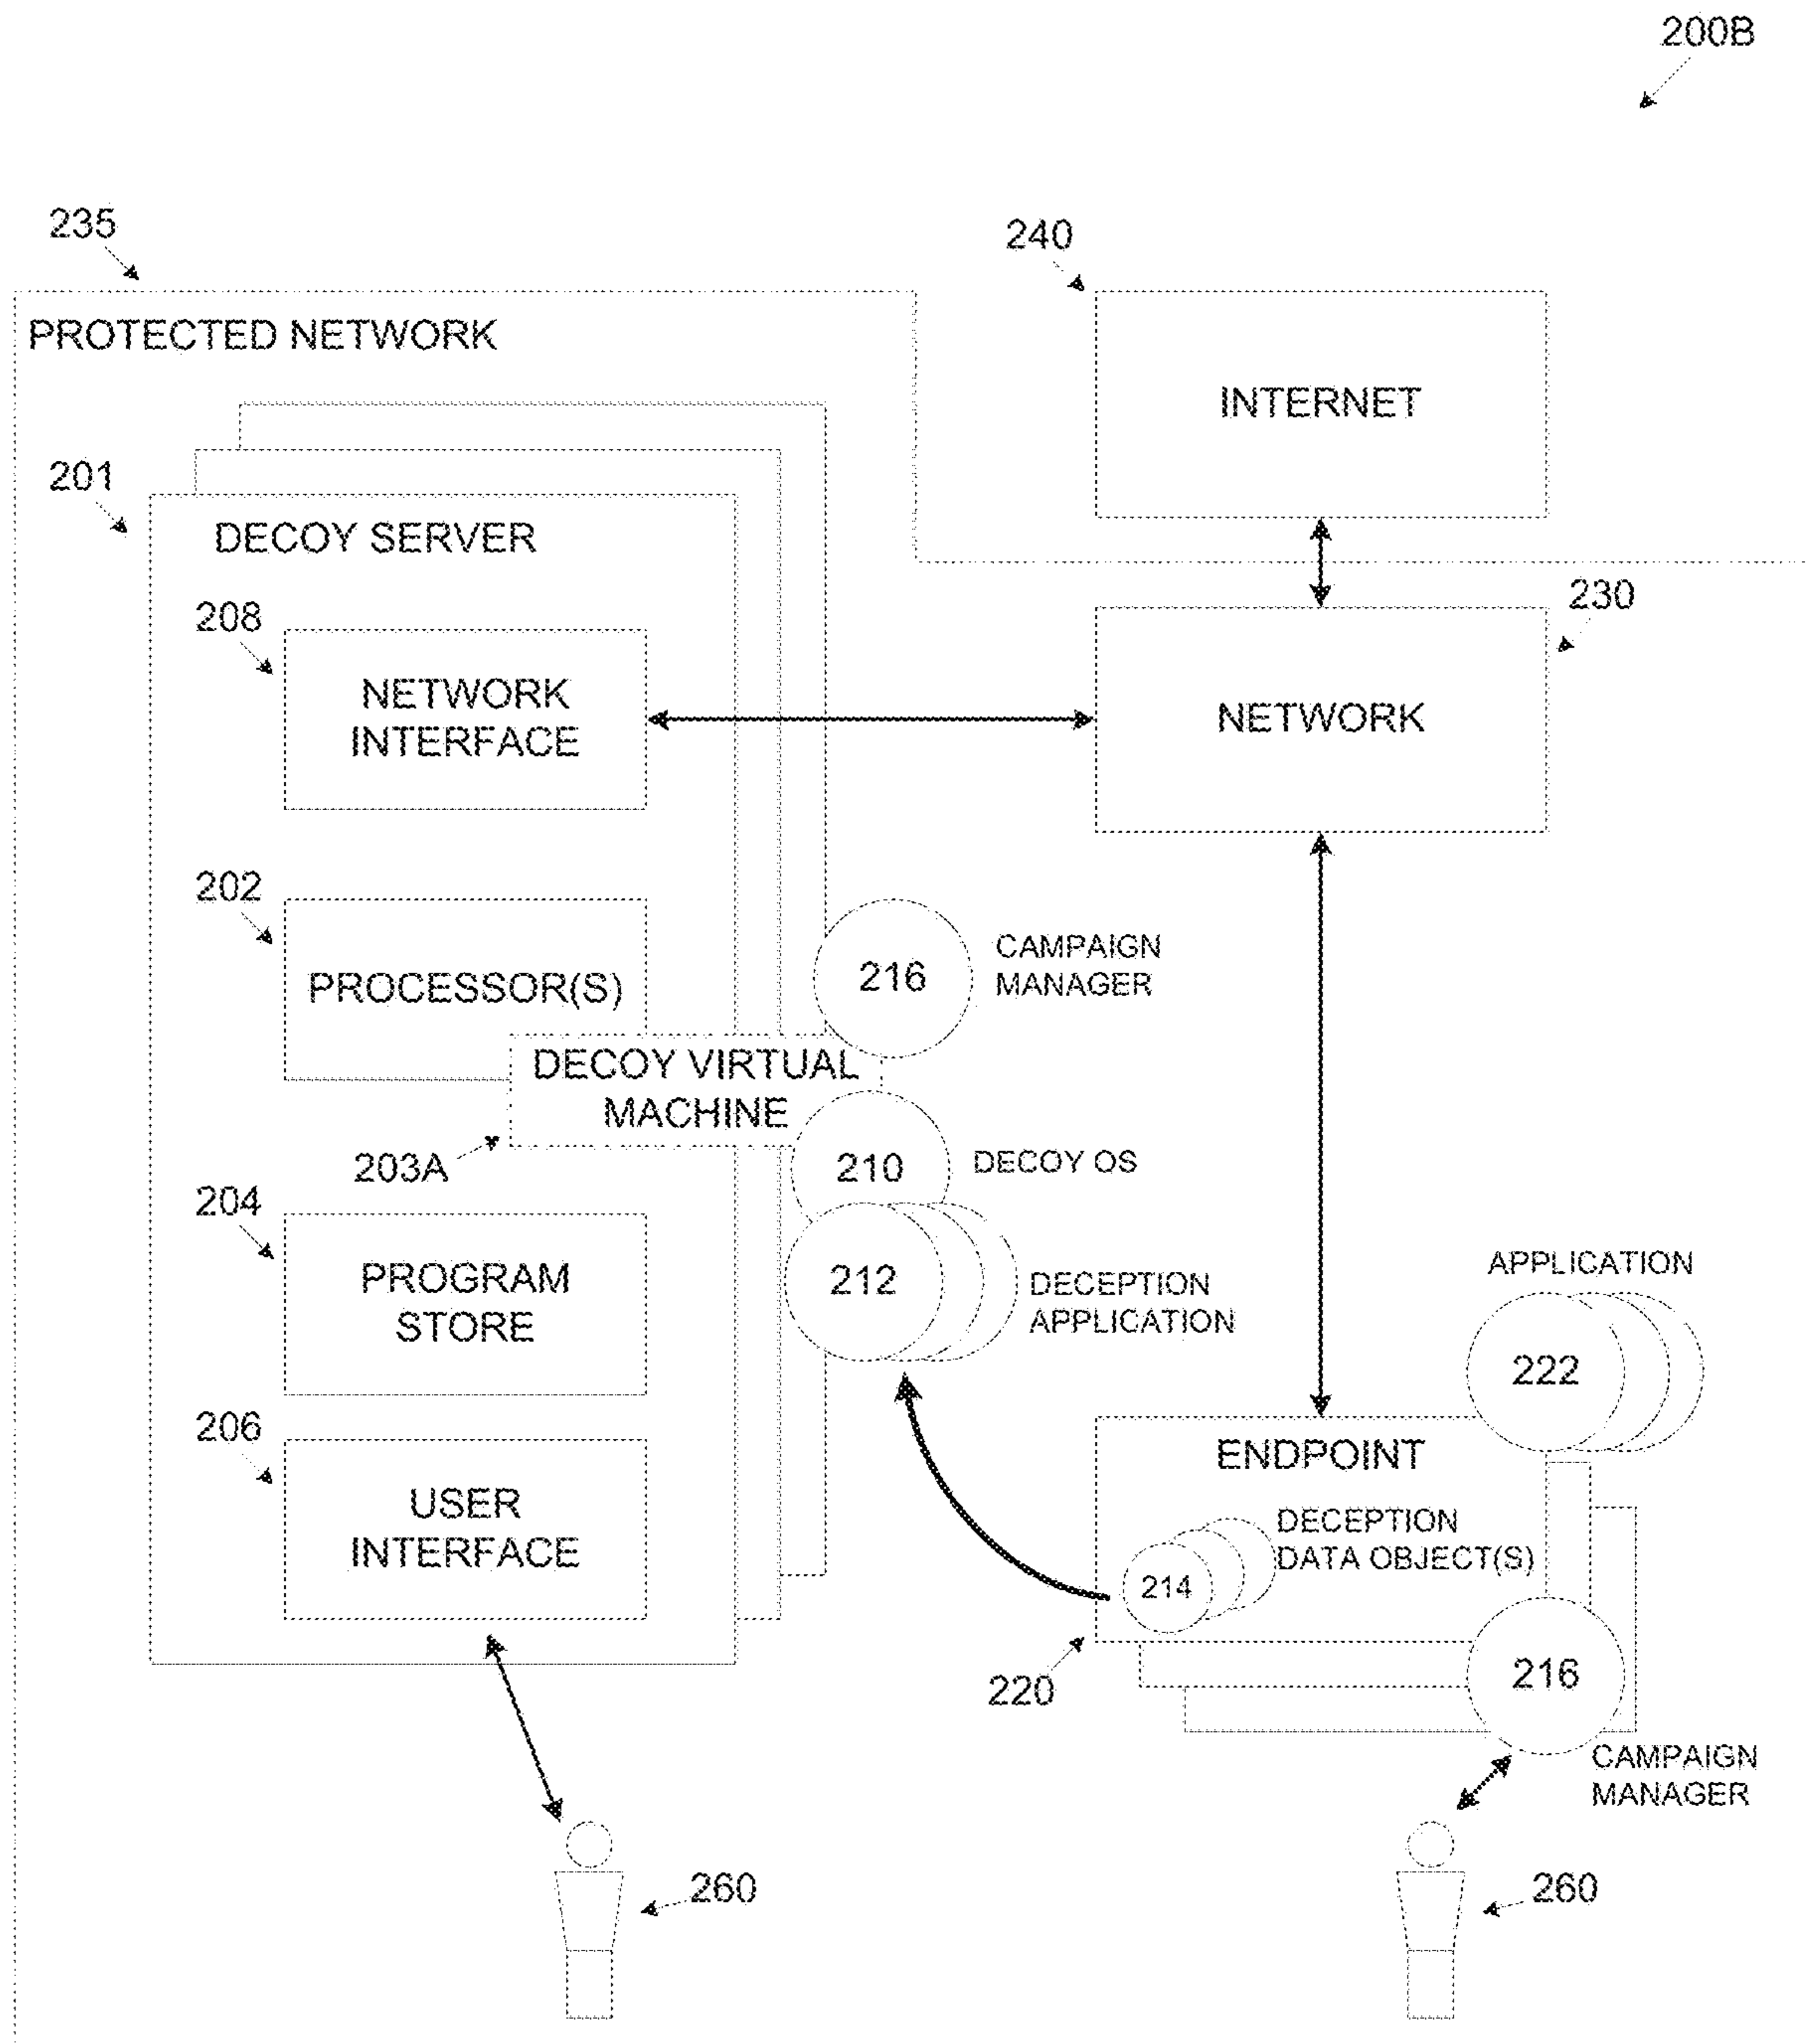 200B
235
240
PROTECTED NETWORK
INTERNET
201
DECOY SERVER
230
208
NETWORK
INTERFACE
NETWORK
202
PROCESSOR(S)
216
CAMPAIGN
MANAGER
DECOY VIRTUAL
MACHINE
203A
210
DECOY OS
204
PROGRAM
STORE
212
DECEPTION
APPLICATION
APPLICATION
222
206
USER
INTERFACE
ENDPOINT
DECEPTION
DATA OBJECT(S)
214
220
216
CAMPAIGN
MANAGER
260
260